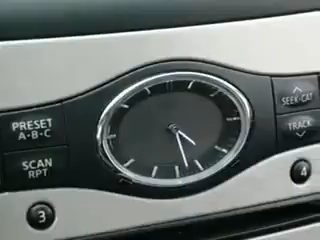 PRESET
A·B·C
SCAN
RPT
3
SEEK·CAT
TRACK
4